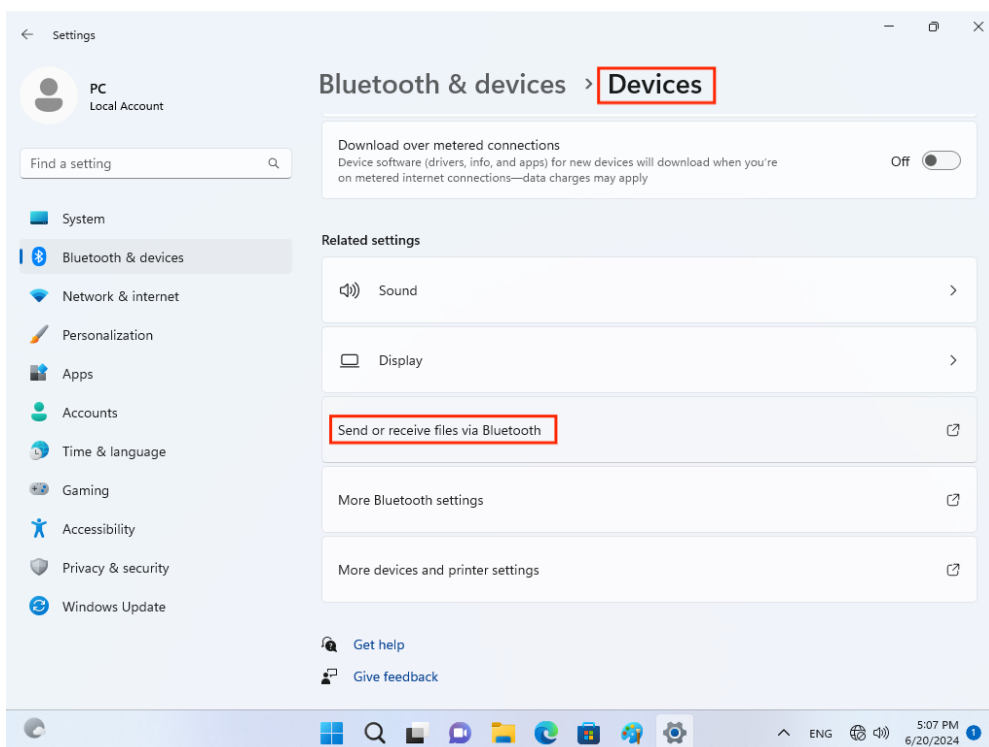 Settings
PC
Local Account
Find a setting
System
Bluetooth & devices
Network & internet
Personalization
Apps
Accounts
Time & language
Gaming
Accessibility
Privacy & security
Windows Update
Bluetooth & devices > Devices
Download over metered connections
Device software (drivers, info, and apps) for new devices will download when you're
on metered internet connections—data charges may apply
Off
Related settings
Sound
Display
Send or receive files via Bluetooth
More Bluetooth settings
More devices and printer settings
Get help
Give feedback
ENG
5:07 PM
6/20/2024
1